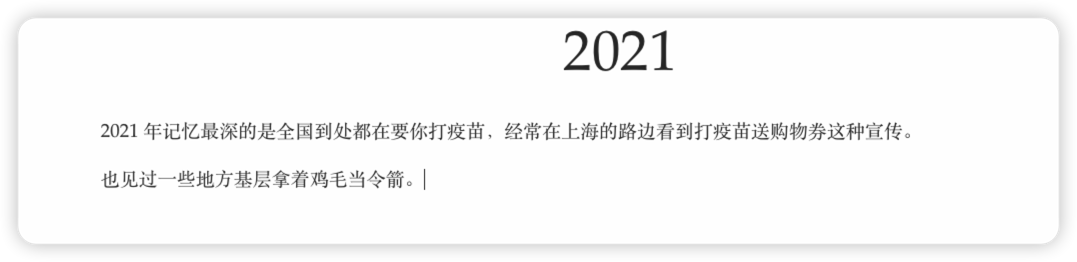 2021
2021 年记忆最深的是全国到处都在要你打疫苗，经常在上海的路边看到打疫苗送购物券这种宣传。
也见过一些地方基层拿着鸡毛当令箭。